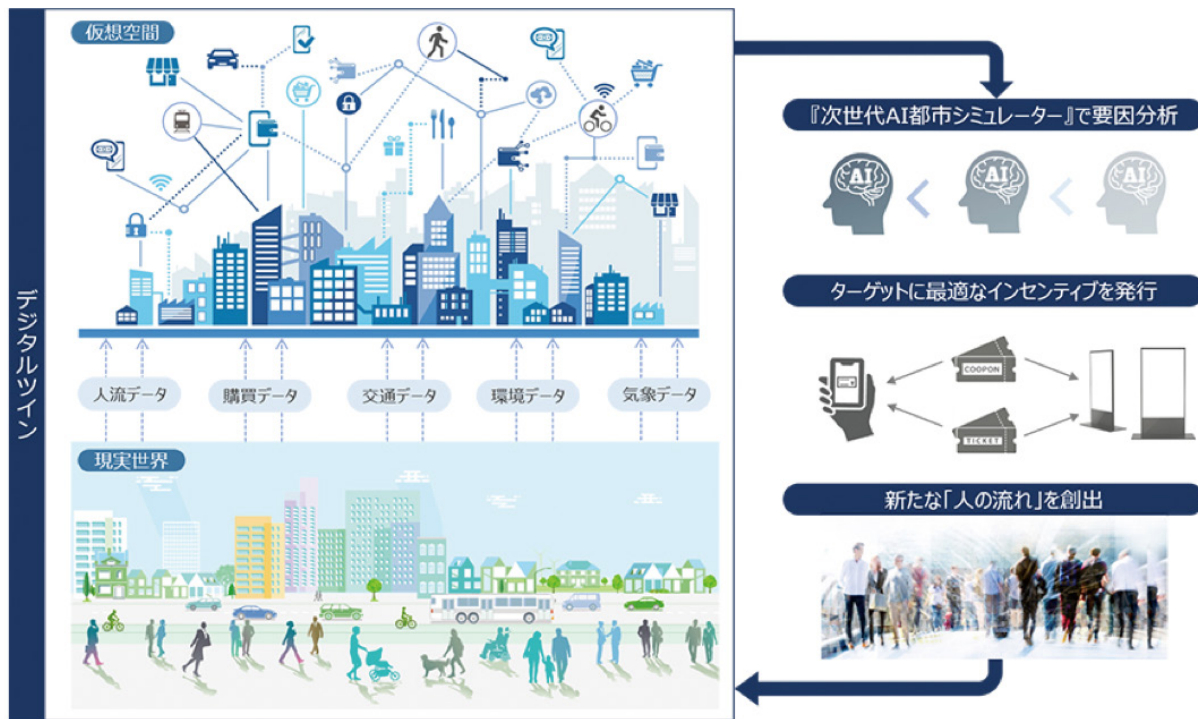 デジタルツイン
仮想空間
人流データ
購買データ
交通データ
環境データ
気象データ
現実世界
『次世代AI都市シミュレーター』で要因分析
AI
AI
AI
ターゲットに最適なインセンティブを発行
COOPON
TICKET
新たな「人の流れ」を創出